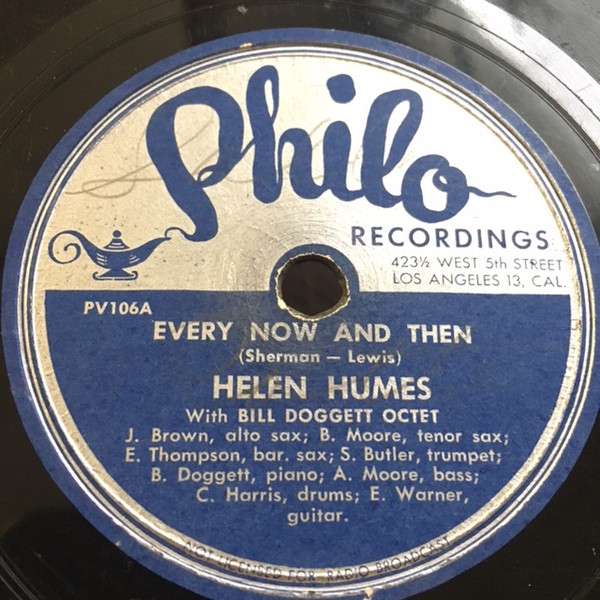 Philo
RECORDINGS
423½ WEST 5th STREET
LOS ANGELES 13, CAL.
PV106A
EVERY NOW AND THEN
(Sherman — Lewis)
HELEN HUMES
With BILL DOGGETT OCTET
J. Brown, alto sax; B. Moore, tenor sax;
E. Thompson, bar. sax; S. Butler, trumpet;
B. Doggett, piano; A. Moore, bass;
C. Harris, drums; E. Warner,
guitar.
NOT LICENSED FOR RADIO BROADCAST